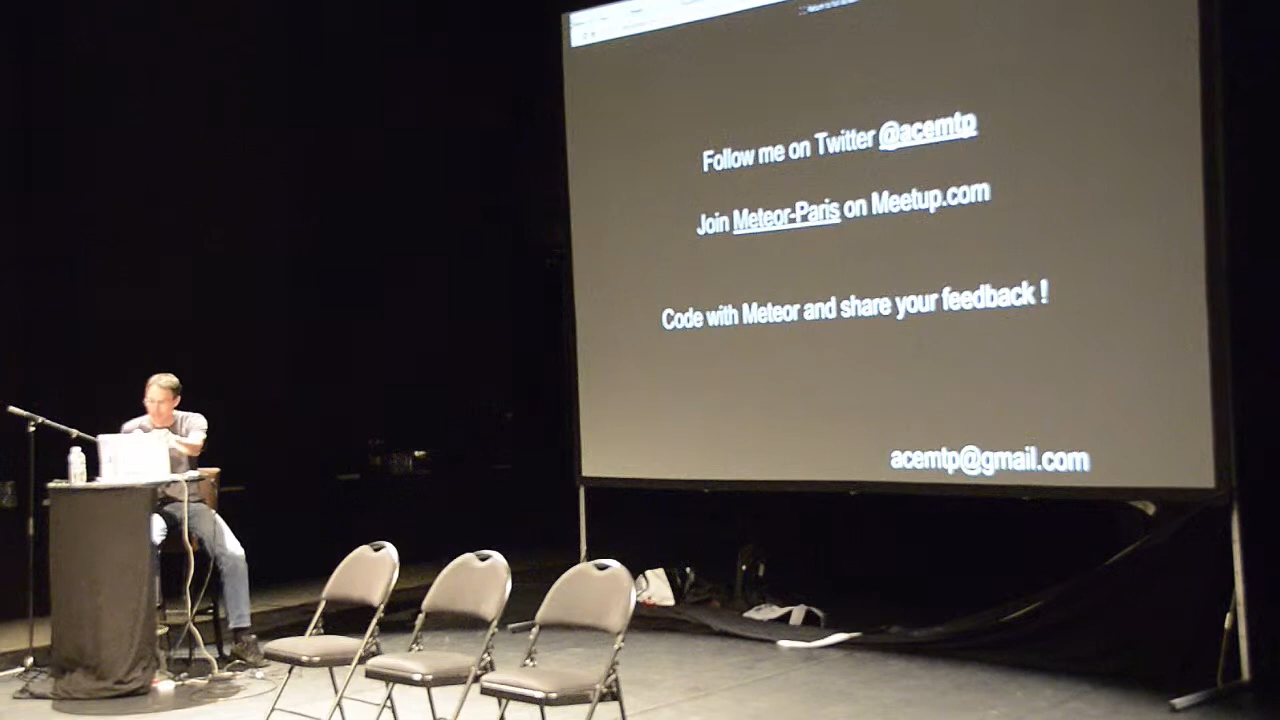 Follow me on Twitter @acemtp
Join Meteor-Paris on Meetup.com
Code with Meteor and share your feedback !
acemtp@gmail.com